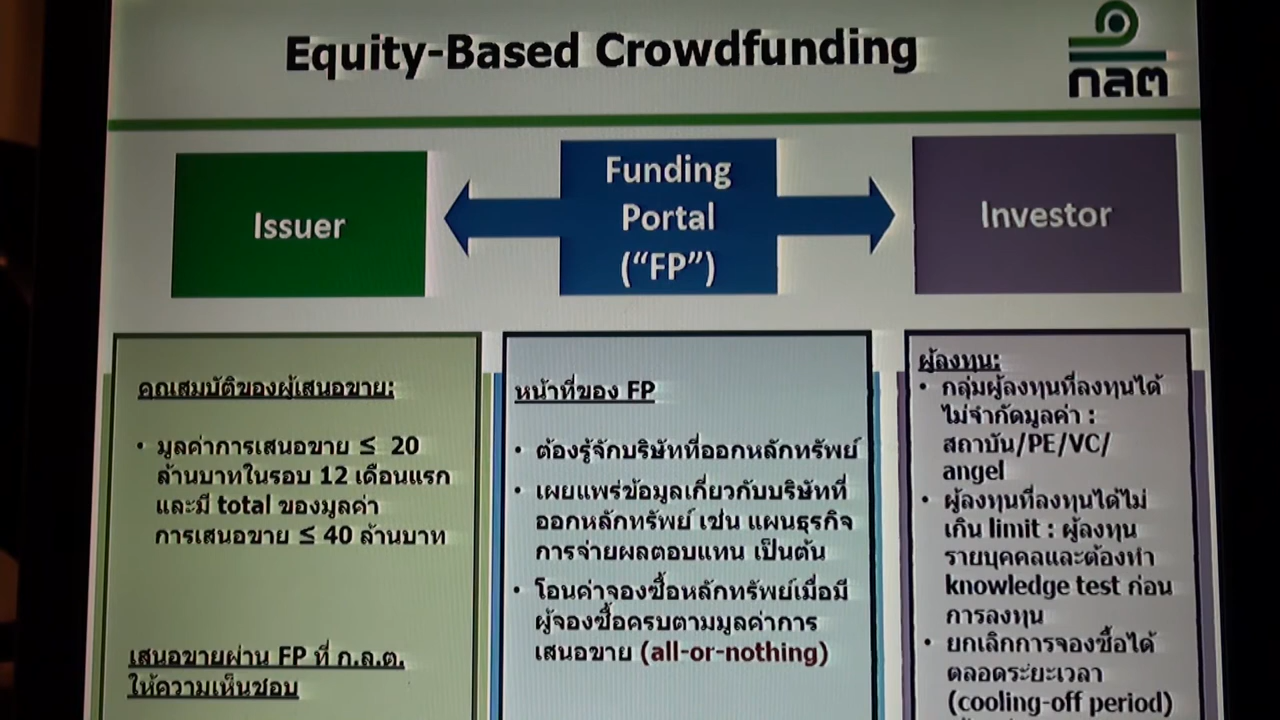 Equity-Based Crowdfunding
กลต
Issuer
Funding
Portal
(“FP”)
Investor
คุณสมบัติของผู้เสนอขาย:
• มูลค่าการเสนอขาย ≤ 20
ล้านบาทในรอบ 12 เดือนแรก
และมี total ของมูลค่า
การเสนอขาย ≤ 40 ล้านบาท
เสนอขายผ่าน FP ที่ ก.ล.ต.
ให้ความเห็นชอบ
หน้าที่ของ FP
• ต้องรู้จักบริษัทที่ออกหลักทรัพย์
• เผยแพร่ข้อมูลเกี่ยวกับบริษัทที่
ออกหลักทรัพย์ เช่น แผนธุรกิจ
การจ่ายผลตอบแทน เป็นต้น
• โอนค่าจองซื้อหลักทรัพย์เมื่อมี
ผู้จองซื้อครบตามมูลค่าการ
เสนอขาย (all-or-nothing)
ผู้ลงทุน:
• กลุ่มผู้ลงทุนที่ลงทุนได้
ไม่จำกัดมูลค่า :
สถาบัน/PE/VC/
angel
• ผู้ลงทุนที่ลงทุนได้ไม่
เกิน limit : ผู้ลงทุน
รายบุคคลและต้องทำ
knowledge test ก่อน
การลงทุน
• ยกเลิกการจองซื้อได้
ตลอดระยะเวลา
(cooling-off period)